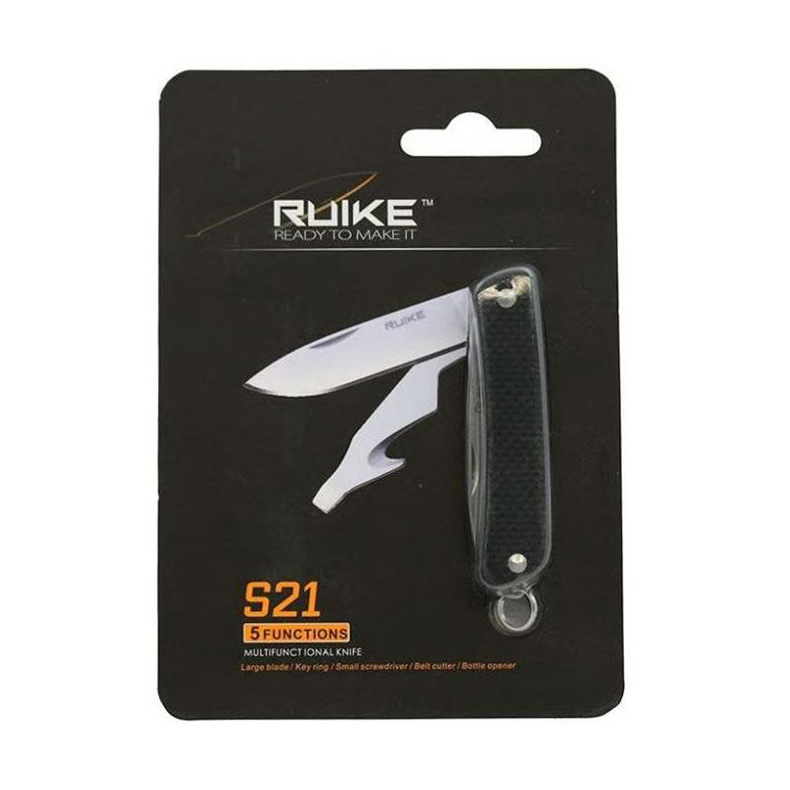 RUIKE™
READY TO MAKE IT
RUIKE
S21
5 FUNCTIONS
MULTIFUNCTIONAL KNIFE
Large blade / Key ring / Small screwdriver / Belt cutter / Bottle opener